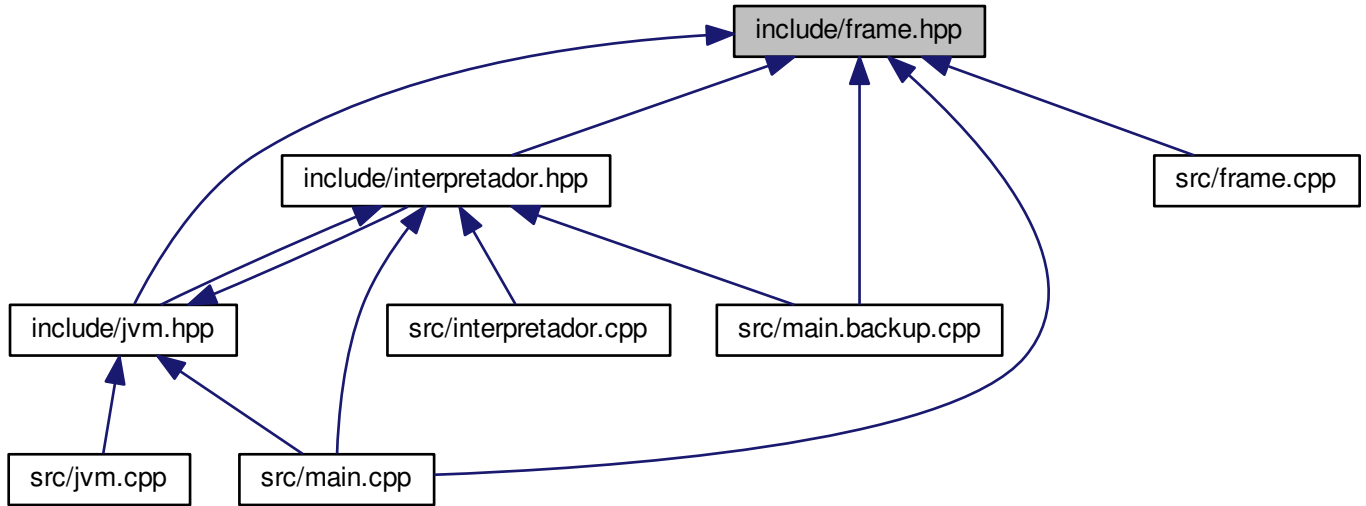 include/frame.hpp
include/interpretador.hpp
src/frame.cpp
include/jvm.hpp
src/interpretador.cpp
src/main.backup.cpp
src/jvm.cpp
src/main.cpp